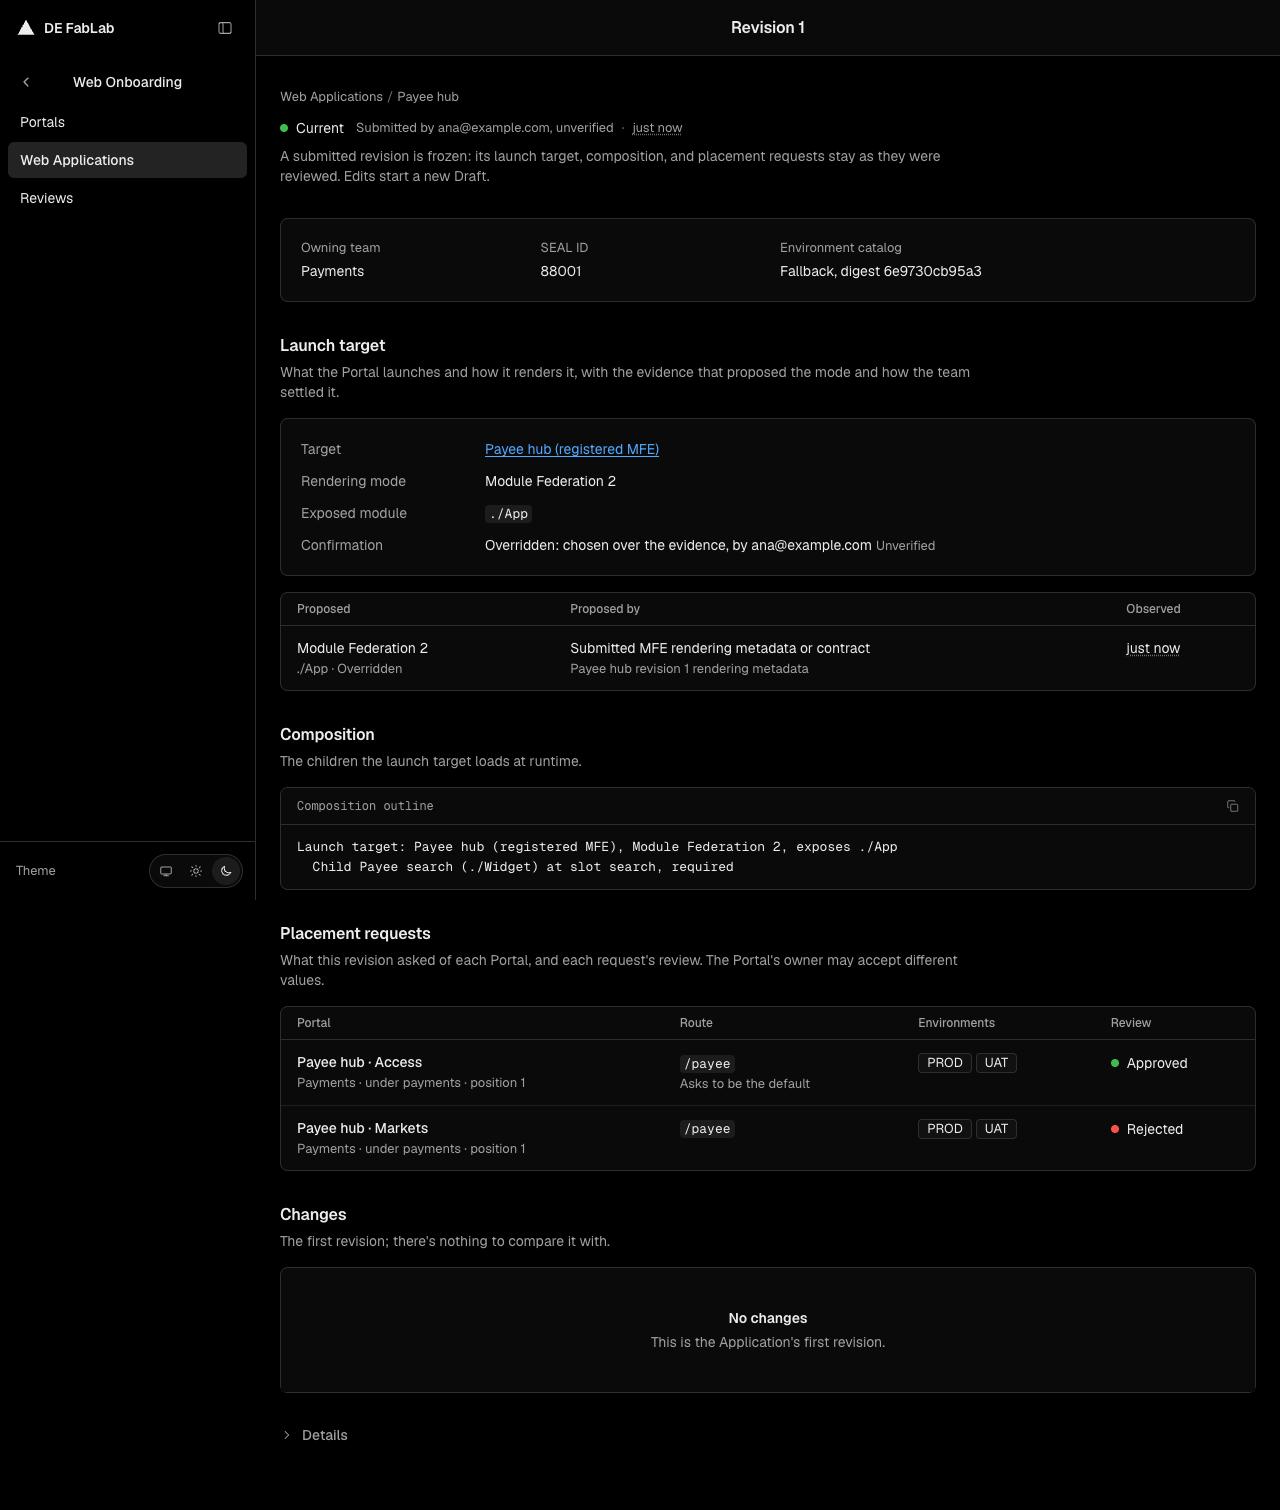 DE FabLab
Revision 1
Web Onboarding
Portals
Web Applications
Reviews
Theme
Web Applications / Payee hub
Current Submitted by ana@example.com, unverified · just now
A submitted revision is frozen: its launch target, composition, and placement requests stay as they were
reviewed. Edits start a new Draft.
Owning team SEAL ID Environment catalog
Payments 88001 Fallback, digest 6e9730cb95a3
Launch target
What the Portal launches and how it renders it, with the evidence that proposed the mode and how the team
settled it.
Target Payee hub (registered MFE)
Rendering mode Module Federation 2
Exposed module ./App
Confirmation Overridden: chosen over the evidence, by ana@example.com Unverified
Proposed Proposed by Observed
Module Federation 2 Submitted MFE rendering metadata or contract just now
./App · Overridden Payee hub revision 1 rendering metadata
Composition
The children the launch target loads at runtime.
Composition outline
Launch target: Payee hub (registered MFE), Module Federation 2, exposes ./App
Child Payee search (./Widget) at slot search, required
Placement requests
What this revision asked of each Portal, and each request's review. The Portal's owner may accept different
values.
Portal Route Environments Review
Payee hub · Access /payee PROD UAT Approved
Payments · under payments · position 1 Asks to be the default
Payee hub · Markets /payee PROD UAT Rejected
Payments · under payments · position 1
Changes
The first revision; there's nothing to compare it with.
No changes
This is the Application's first revision.
Details